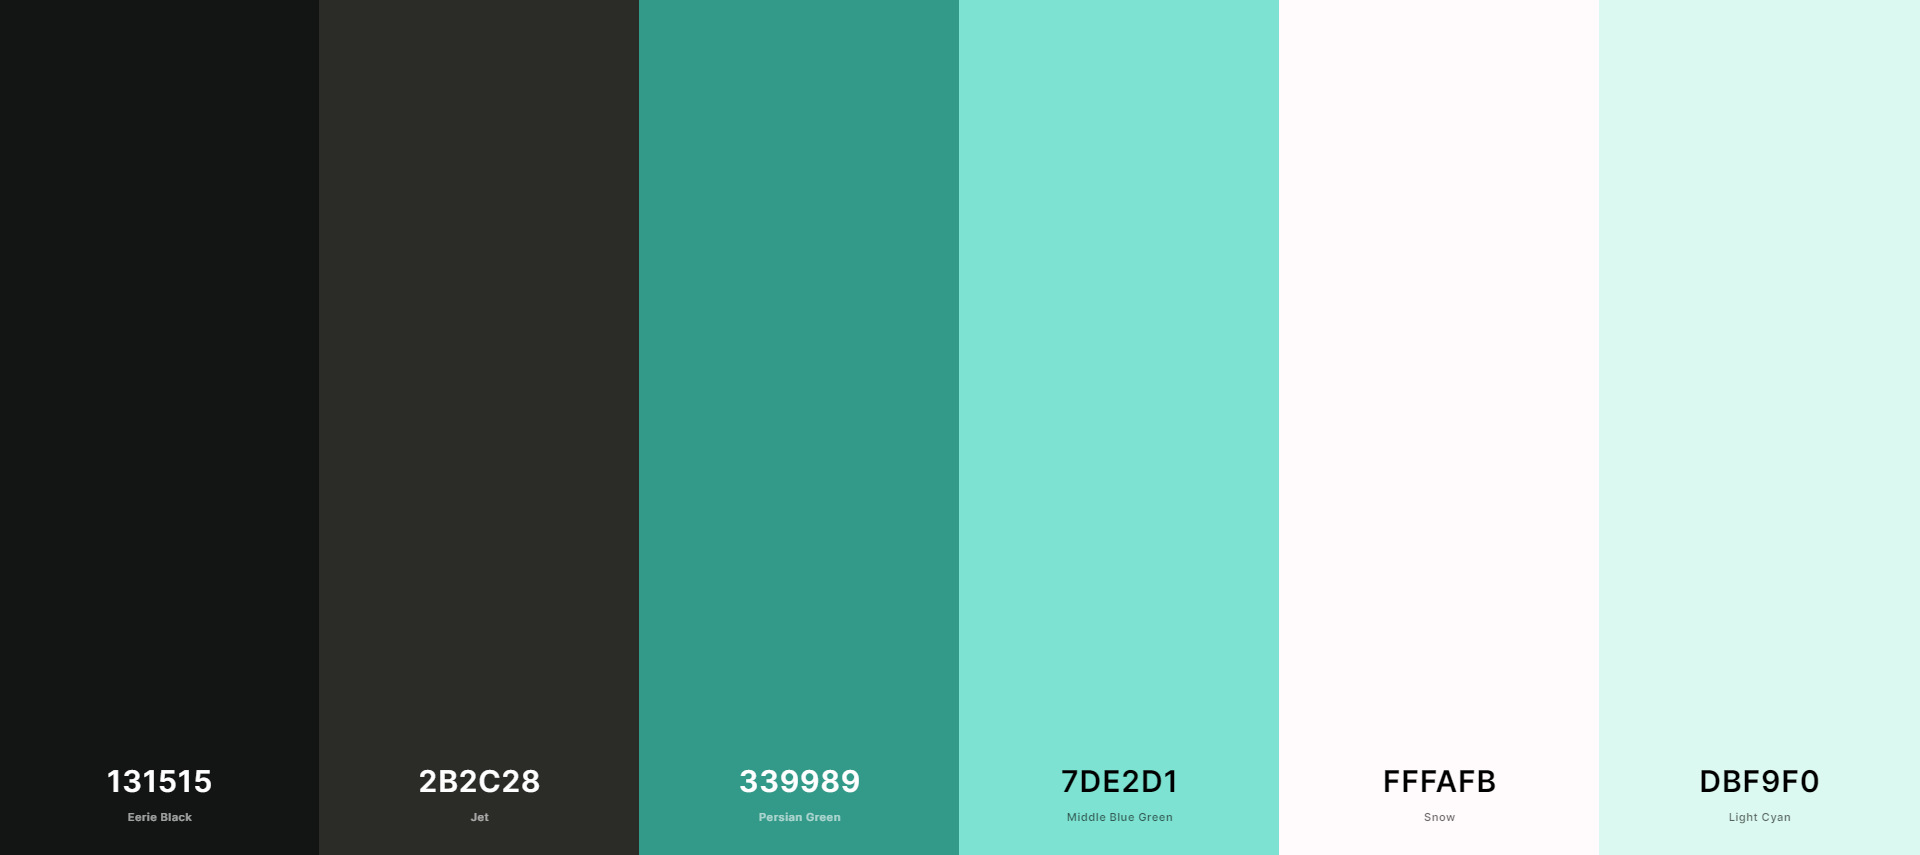 131515
Eerie Black
2B2C28
Jet
339989
Persian Green
7DE2D1
Middle Blue Green
FFFAFB
Snow
DBF9F0
Light Cyan